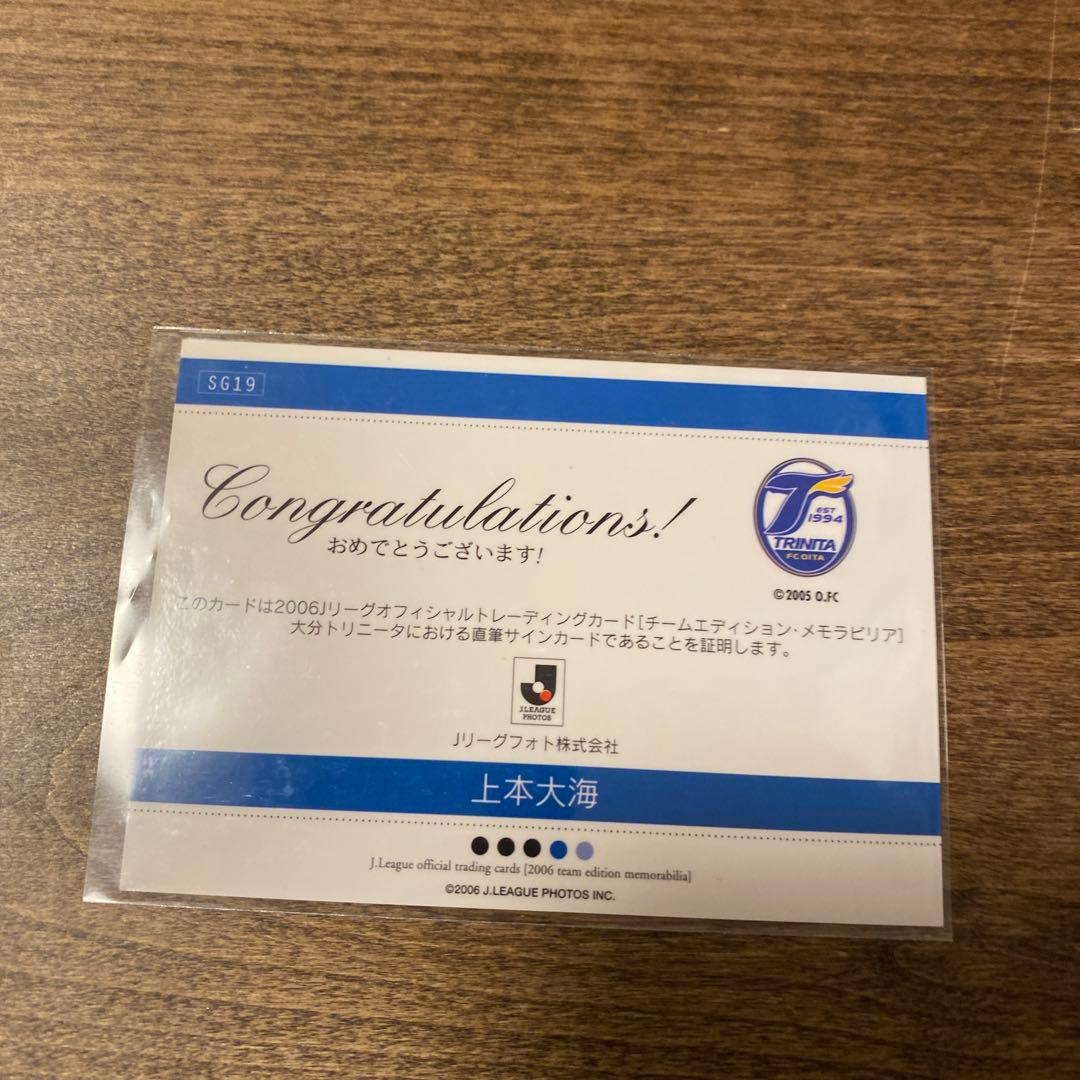 SG19
Congratulations!
おめでとうございます!
EST
1994
TRINITA
FC OITA
©2005 O.FC
このカードは2006Jリーグオフィシャルトレーディングカード[チームエディション・メモラビリア]
大分トリニータにおける直筆サインカードであることを証明します。
J.LEAGUE
PHOTOS
Jリーグフォト株式会社
上本大海
J.League official trading cards [2006 team edition memorabilia]
©2006 J.LEAGUE PHOTOS INC.